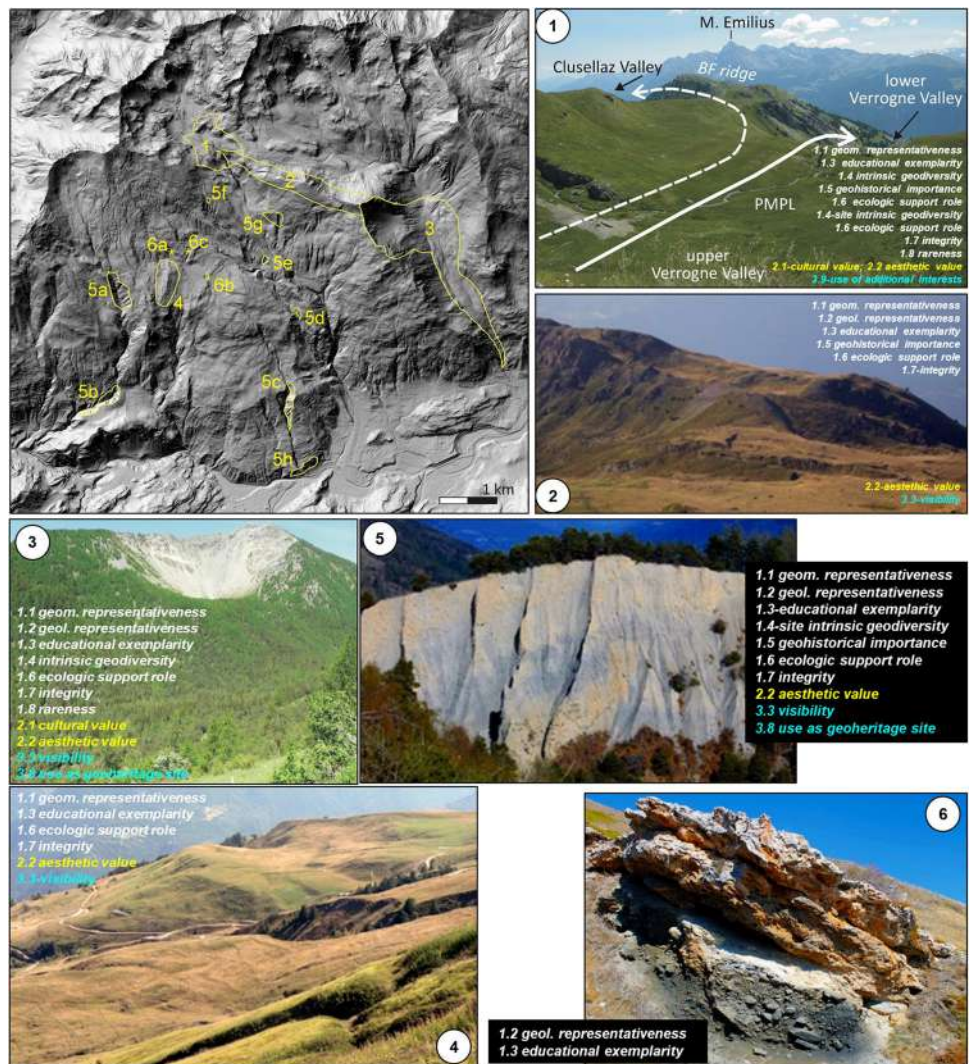 1
2
3
4
5a
5b
5c
5d
5e
5f
5g
5h
6a
6b
6c
1 km
1
M. Emilius
Clusellaz Valley
BF ridge
lower
Verrogne Valley
PMPL
upper
Verrogne Valley
1.1 geom. representativeness
1.3 educational exemplarity
1.4 intrinsic geodiversity
1.5 geohistorical importance
1.6 ecologic support role
1.4-site intrinsic geodiversity
1.6 ecologic support role
1.7 integrity
1.8 rareness
2.1-cultural value; 2.2 aesthetic value
3.9-use of additional interests
1.1 geom. representativeness
1.2 geol. representativeness
1.3 educational exemplarity
1.5 geohistorical importance
1.6 ecologic support role
1.7-integrity
2.2-aestethic value
3.3-visibility
2
3
1.1 geom. representativeness
1.2 geol. representativeness
1.3 educational exemplarity
1.4 intrinsic geodiversity
1.6 ecologic support role
1.7 integrity
1.8 rareness
2.1 cultural value
2.2 aesthetic value
3.3 visibility
3.8 use as geoheritage site
5
1.1 geom. representativeness
1.2 geol. representativeness
1.3-educational exemplarity
1.4-site intrinsic geodiversity
1.5 geohistorical importance
1.6 ecologic support role
1.7 integrity
2.2 aesthetic value
3.3 visibility
3.8 use as geoheritage site
1.1 geom. representativeness
1.3 educational exemplarity
1.6 ecologic support role
1.7 integrity
2.2 aesthetic value
3.3-visibility
4
6
1.2 geol. representativeness
1.3 educational exemplarity